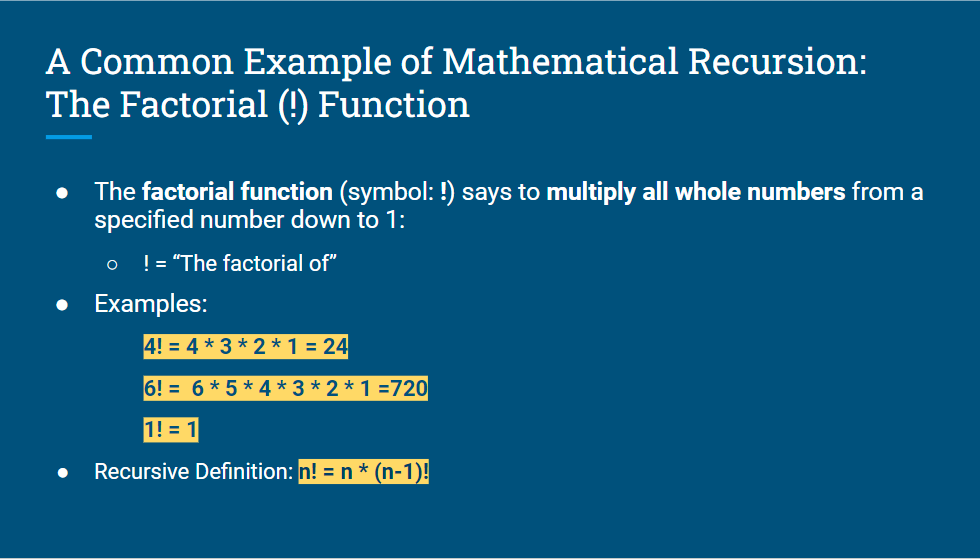 A Common Example of Mathematical Recursion:
The Factorial (!) Function
● The factorial function (symbol: !) says to multiply all whole numbers from a
specified number down to 1:
○ ! = “The factorial of”
● Examples:
4! = 4 * 3 * 2 * 1 = 24
6! =  6 * 5 * 4 * 3 * 2 * 1 =720
1! = 1
● Recursive Definition: n! = n * (n-1)!